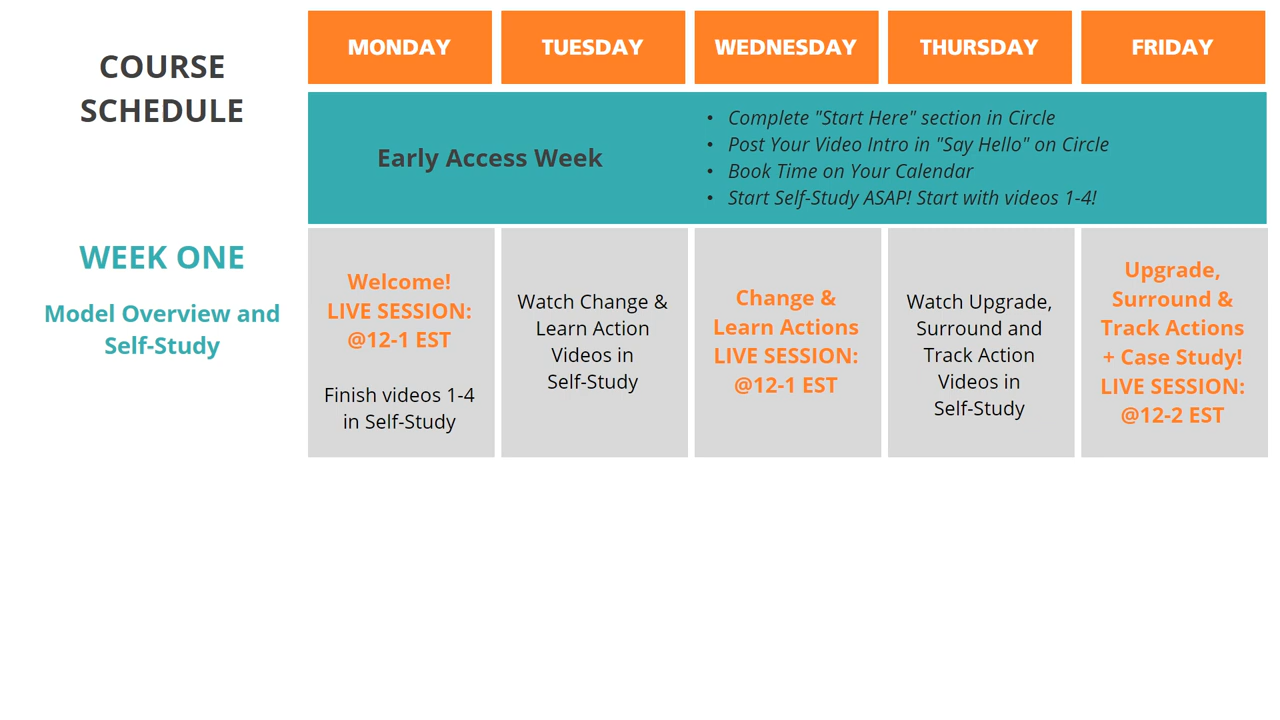 COURSE
SCHEDULE
MONDAY
TUESDAY
WEDNESDAY
THURSDAY
FRIDAY
Early Access Week
• Complete "Start Here" section in Circle
• Post Your Video Intro in "Say Hello" on Circle
• Book Time on Your Calendar
• Start Self-Study ASAP! Start with videos 1-4!
WEEK ONE
Model Overview and
Self-Study
Welcome!
LIVE SESSION:
@12-1 EST
Finish videos 1-4
in Self-Study
Watch Change &
Learn Action
Videos in
Self-Study
Change &
Learn Actions
LIVE SESSION:
@12-1 EST
Watch Upgrade,
Surround and
Track Action
Videos in
Self-Study
Upgrade,
Surround &
Track Actions
+ Case Study!
LIVE SESSION:
@12-2 EST